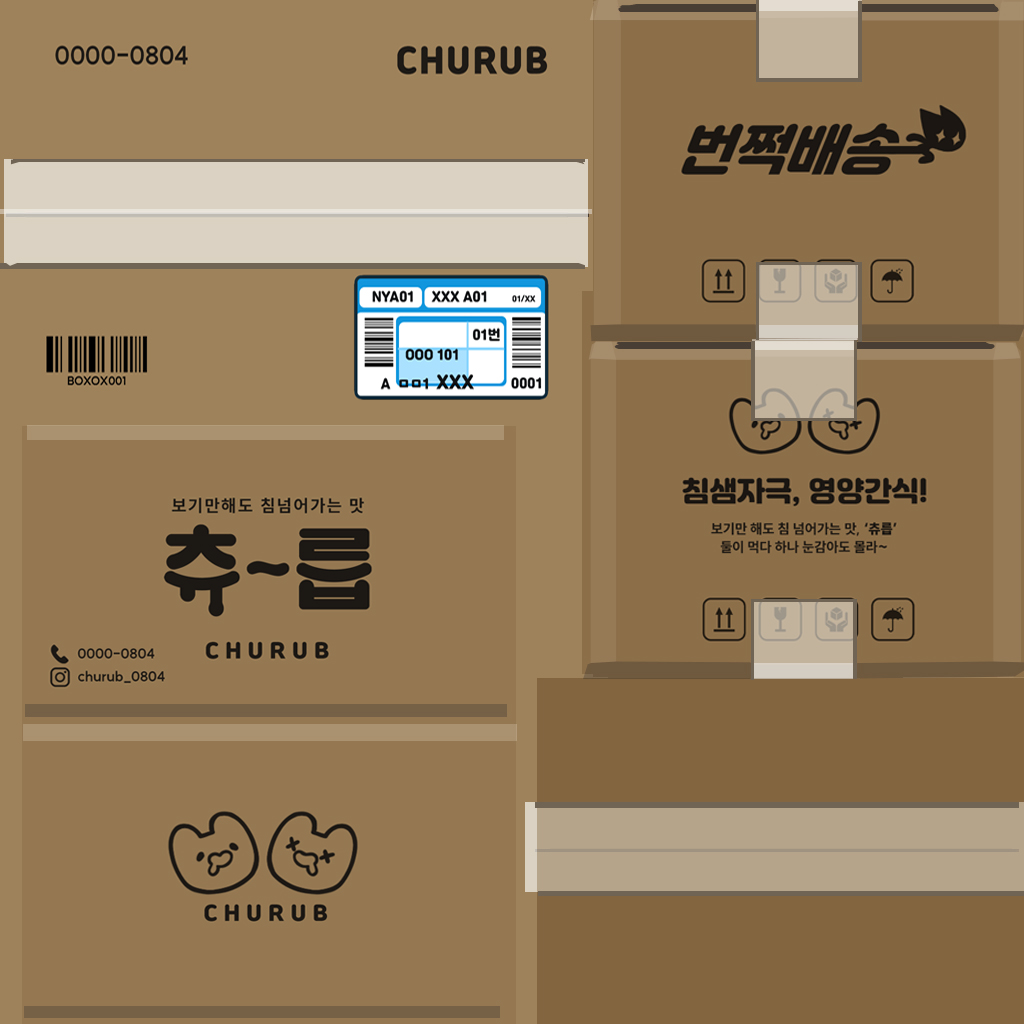 0000-0804
CHURUB
번쩍배송
NYA01
XXX A01
01/XX
01번
000 101
A ㅁㅁ1 XXX
0001
BOXOX001
침샘자극, 영양간식!
보기만 해도 침 넘어가는 맛, ‘츄릅’
둘이 먹다 하나 눈감아도 몰라~
보기만해도 침넘어가는 맛
츄~릅
CHURUB
0000-0804
churub_0804
CHURUB